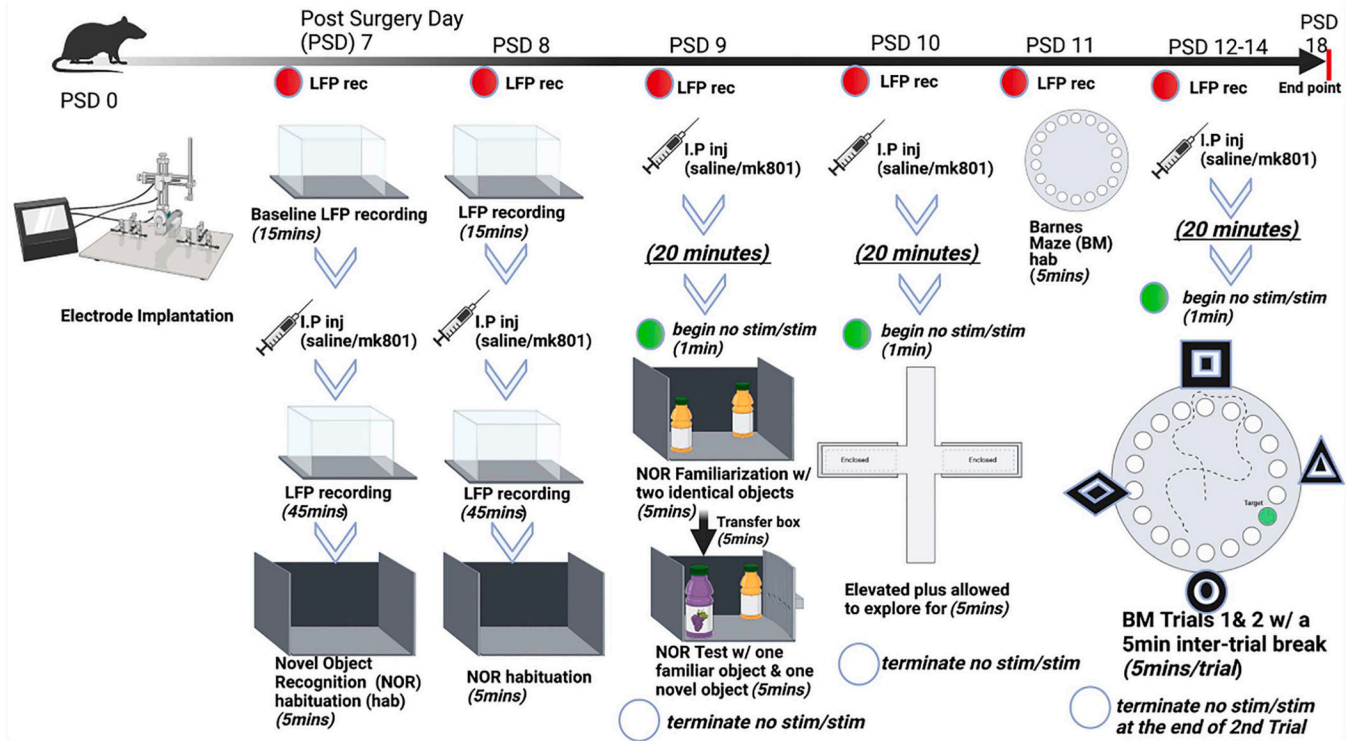 PSD 0
Electrode Implantation
Post Surgery Day
(PSD) 7
LFP rec
Baseline LFP recording
(15mins)
I.P inj
(saline/mk801)
LFP recording
(45mins)
Novel Object
Recognition (NOR)
habituation (hab)
(5mins)
PSD 8
LFP rec
LFP recording
(15mins)
I.P inj
(saline/mk801)
LFP recording
(45mins)
NOR habituation
(5mins)
PSD 9
LFP rec
I.P inj
(saline/mk801)
(20 minutes)
begin no stim/stim
(1min)
NOR Familiarization w/
two identical objects
(5mins)
Transfer box
(5mins)
NOR Test w/ one
familiar object & one
novel object (5mins)
terminate no stim/stim
PSD 10
LFP rec
I.P inj
(saline/mk801)
(20 minutes)
begin no stim/stim
(1min)
Enclosed
Enclosed
Elevated plus allowed
to explore for (5mins)
terminate no stim/stim
PSD 11
LFP rec
Barnes
Maze (BM)
hab
(5mins)
PSD 12-14
LFP rec
I.P inj
(saline/mk801)
(20 minutes)
begin no stim/stim
(1min)
Target
BM Trials 1& 2 w/ a
5min inter-trial break
(5mins/trial)
terminate no stim/stim
at the end of 2nd Trial
PSD
18
End point